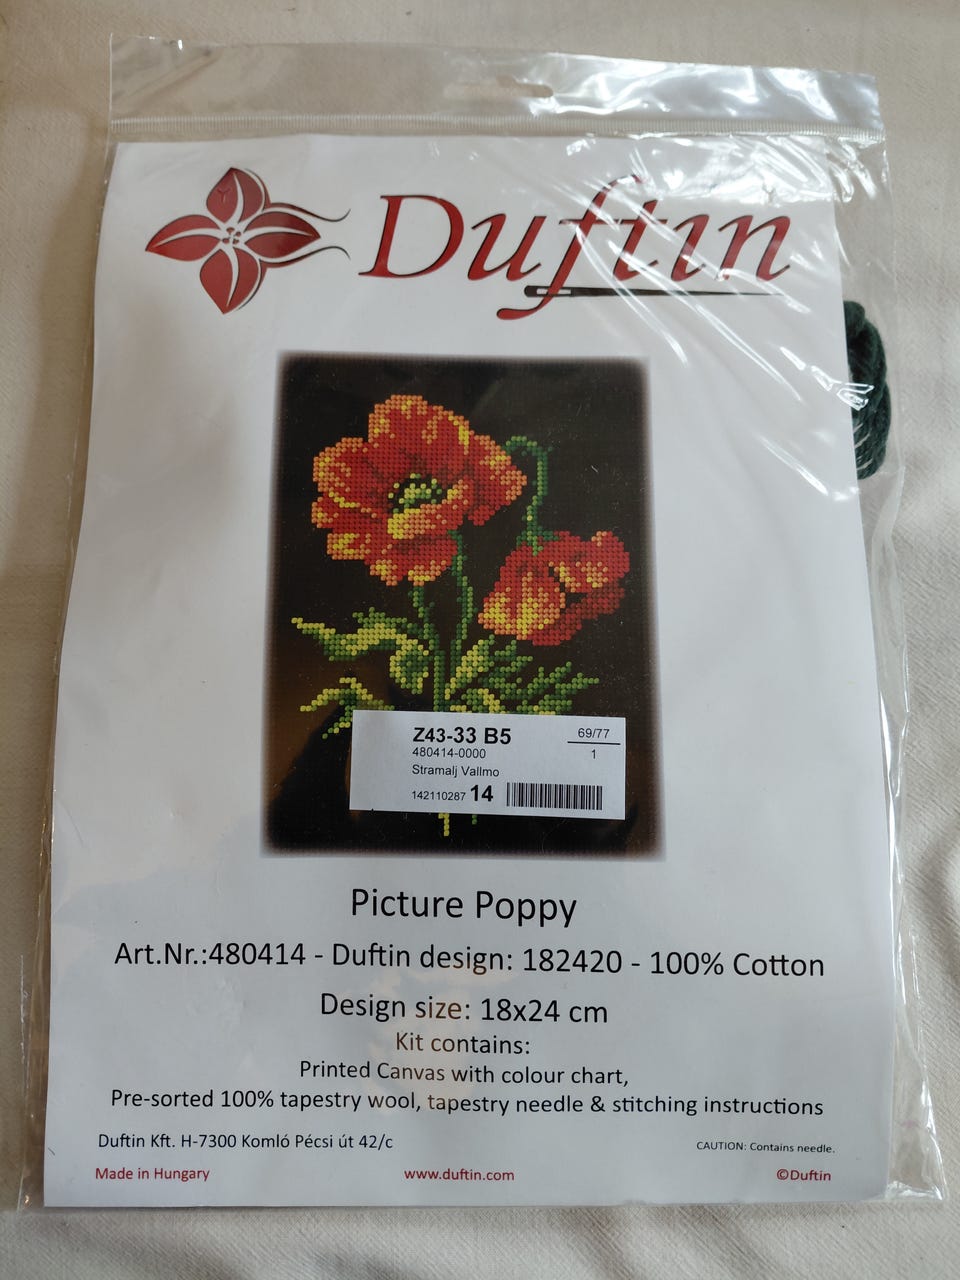 Duftin
Z43-33 B5
69/77
480414-0000
1
Stramalj Vallmo
142110287 14
Picture Poppy
Art.Nr.:480414 - Duftin design: 182420 - 100% Cotton
Design size: 18x24 cm
Kit contains:
Printed Canvas with colour chart,
Pre-sorted 100% tapestry wool, tapestry needle & stitching instructions
Duftin Kft. H-7300 Komló Pécsi út 42/c
CAUTION: Contains needle.
Made in Hungary
www.duftin.com
©Duftin